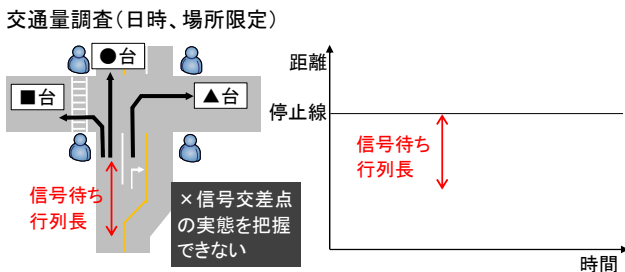 交通量調査(日時、場所限定)
●台
■台
▲台
信号待ち
行列長
×信号交差点
の実態を把握
できない
距離
停止線
信号待ち
行列長
時間